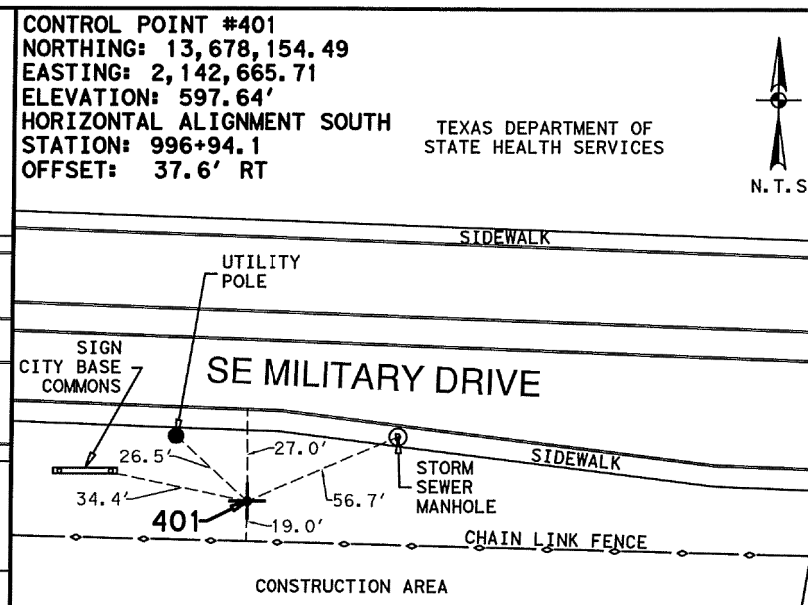 CONTROL POINT #401
NORTHING: 13,678,154.49
EASTING: 2,142,665.71
ELEVATION: 597.64'
HORIZONTAL ALIGNMENT SOUTH
STATION: 996+94.1
OFFSET: 37.6' RT
TEXAS DEPARTMENT OF
STATE HEALTH SERVICES
N.T.S
SIDEWALK
UTILITY
POLE
SIGN
CITY BASE
COMMONS
SE MILITARY DRIVE
26.5'
27.0'
SIDEWALK
34.4'
56.7'
STORM
SEWER
MANHOLE
401
19.0'
CHAIN LINK FENCE
CONSTRUCTION AREA